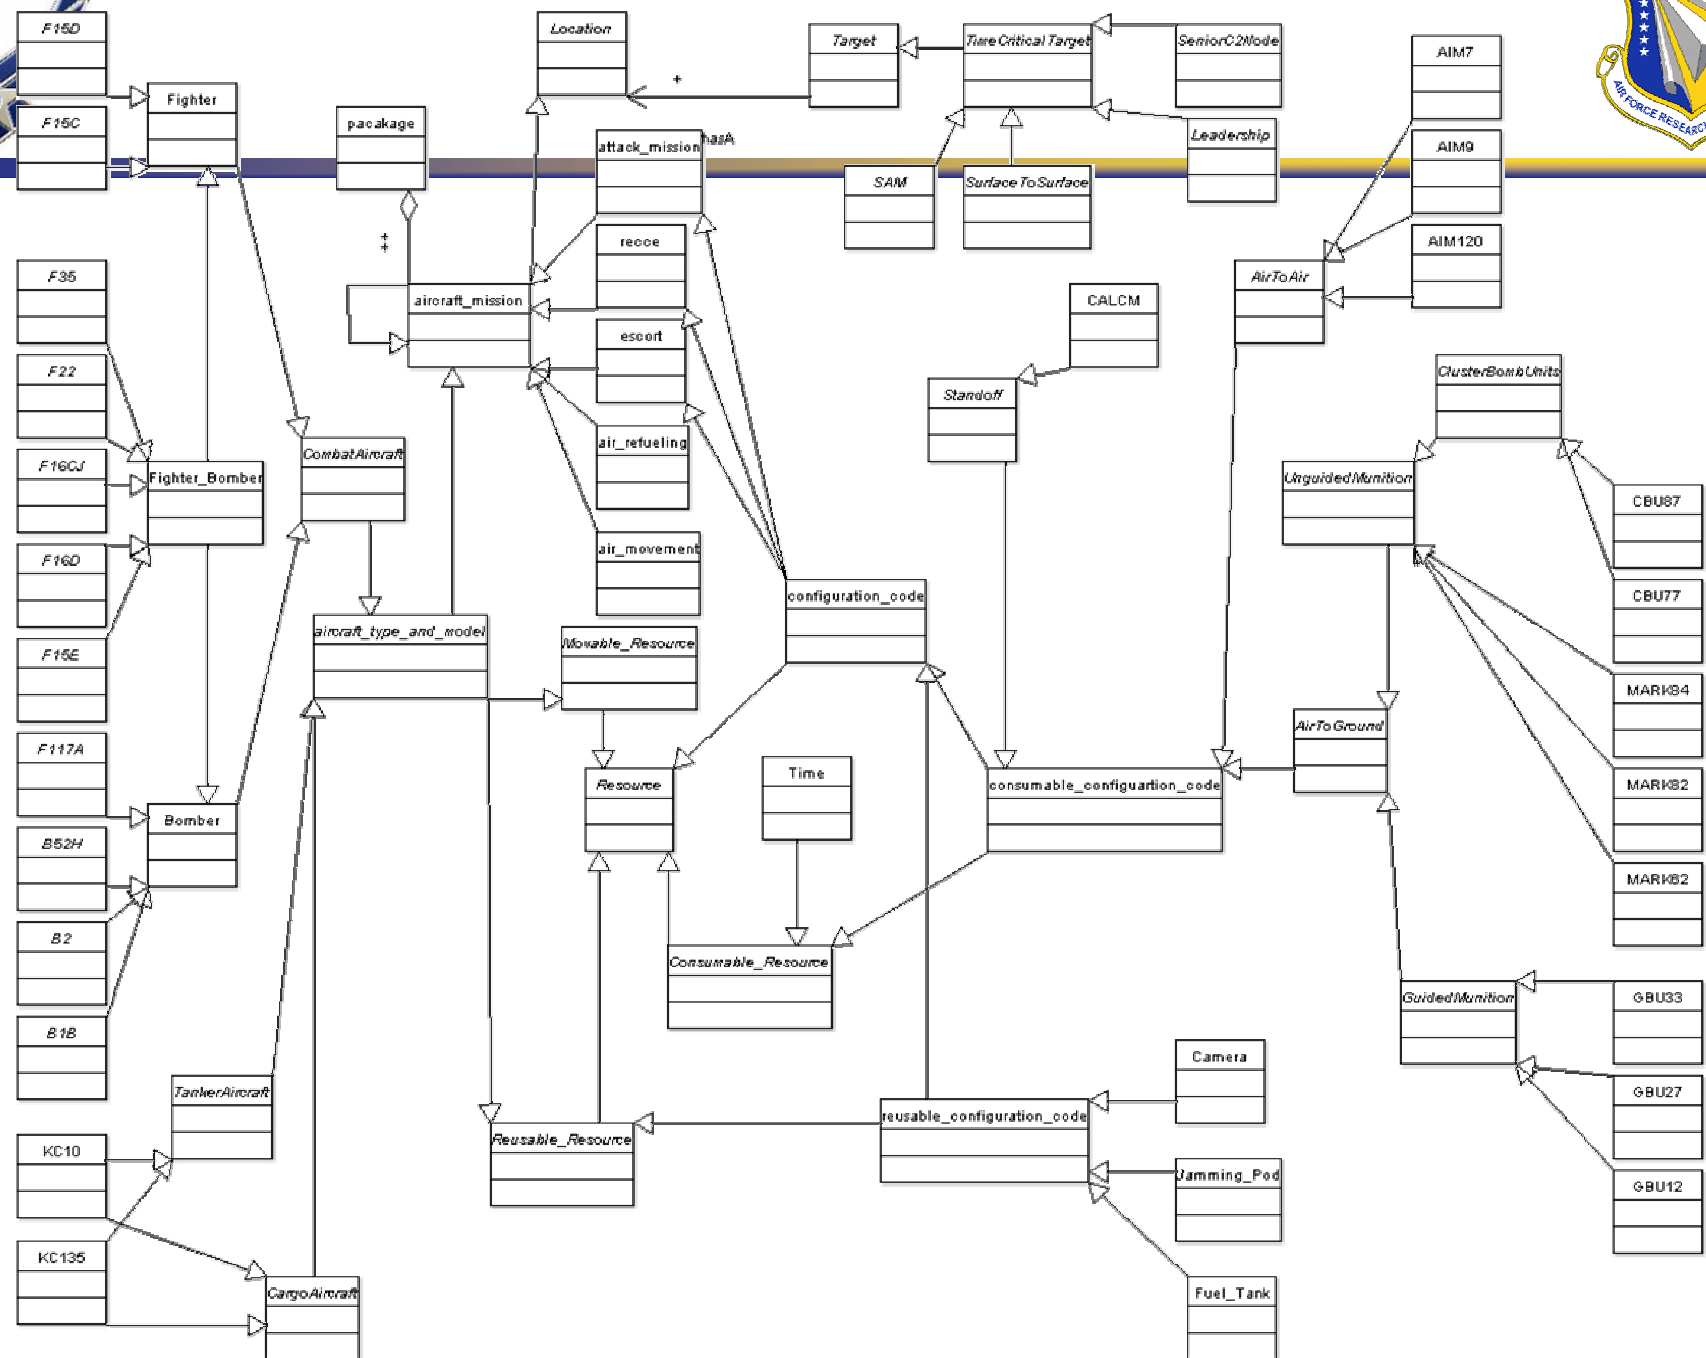 F15D
Location
Target
TimeCriticalTarget
SeniorC2Node
AIM7
Fighter
+
AIR FORCE RESEARCH
F15C
pacakage
attack_mission
hasA
Leadership
AIM9
SAM
SurfaceToSurface
recce
AIM120
F35
aircraft_mission
CALCM
AirToAir
escort
F22
Standoff
ClusterBombUnits
F16CJ
CombatAircraft
air_refueling
Fighter_Bomber
UnguidedMunition
CBU87
F16D
air_movement
configuration_code
CBU77
F15E
aircraft_type_and_model
Movable_Resource
MARK84
F117A
AirToGround
Resource
Time
consumable_configuartion_code
MARK82
Bomber
B52H
MARK82
B2
Consumable_Resource
GuidedMunition
GBU33
B1B
Camera
TankerAircraft
GBU27
KC10
Reusable_Resource
reusable_configuration_code
Jamming_Pod
GBU12
KC135
CargoAircraft
Fuel_Tank